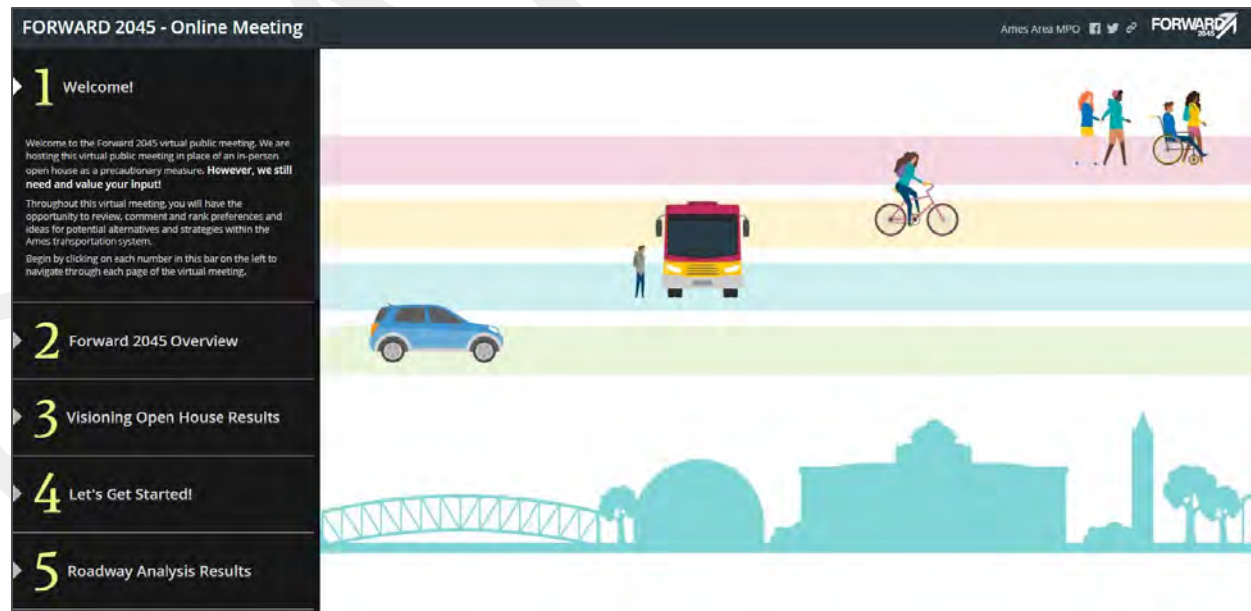 FORWARD 2045 - Online Meeting
Ames Area MPO
FORWARD
2045
1 Welcome!
Welcome to the Forward 2045 virtual public meeting. We are
hosting this virtual public meeting in place of an in-person
open house as a precautionary measure. However, we still
need and value your input!
Throughout this virtual meeting, you will have the
opportunity to review, comment and rank preferences and
ideas for potential alternatives and strategies within the
Ames transportation system.
Begin by clicking on each number in this bar on the left to
navigate through each page of the virtual meeting.
2 Forward 2045 Overview
3 Visioning Open House Results
4 Let's Get Started!
5 Roadway Analysis Results